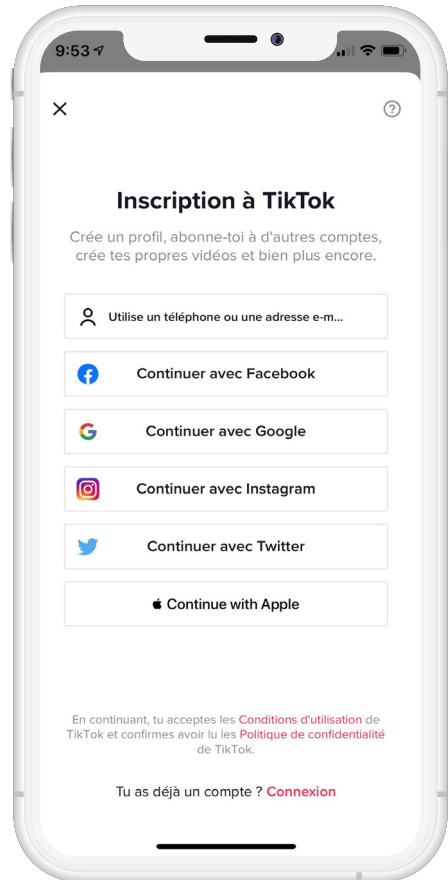 9:53
Inscription à TikTok
Crée un profil, abonne-toi à d'autres comptes,
crée tes propres vidéos et bien plus encore.
Utilise un téléphone ou une adresse e-m...
Continuer avec Facebook
Continuer avec Google
Continuer avec Instagram
Continuer avec Twitter
Continue with Apple
En continuant, tu acceptes les Conditions d'utilisation de
TikTok et confirmes avoir lu les Politique de confidentialité
de TikTok.
Tu as déjà un compte ? Connexion